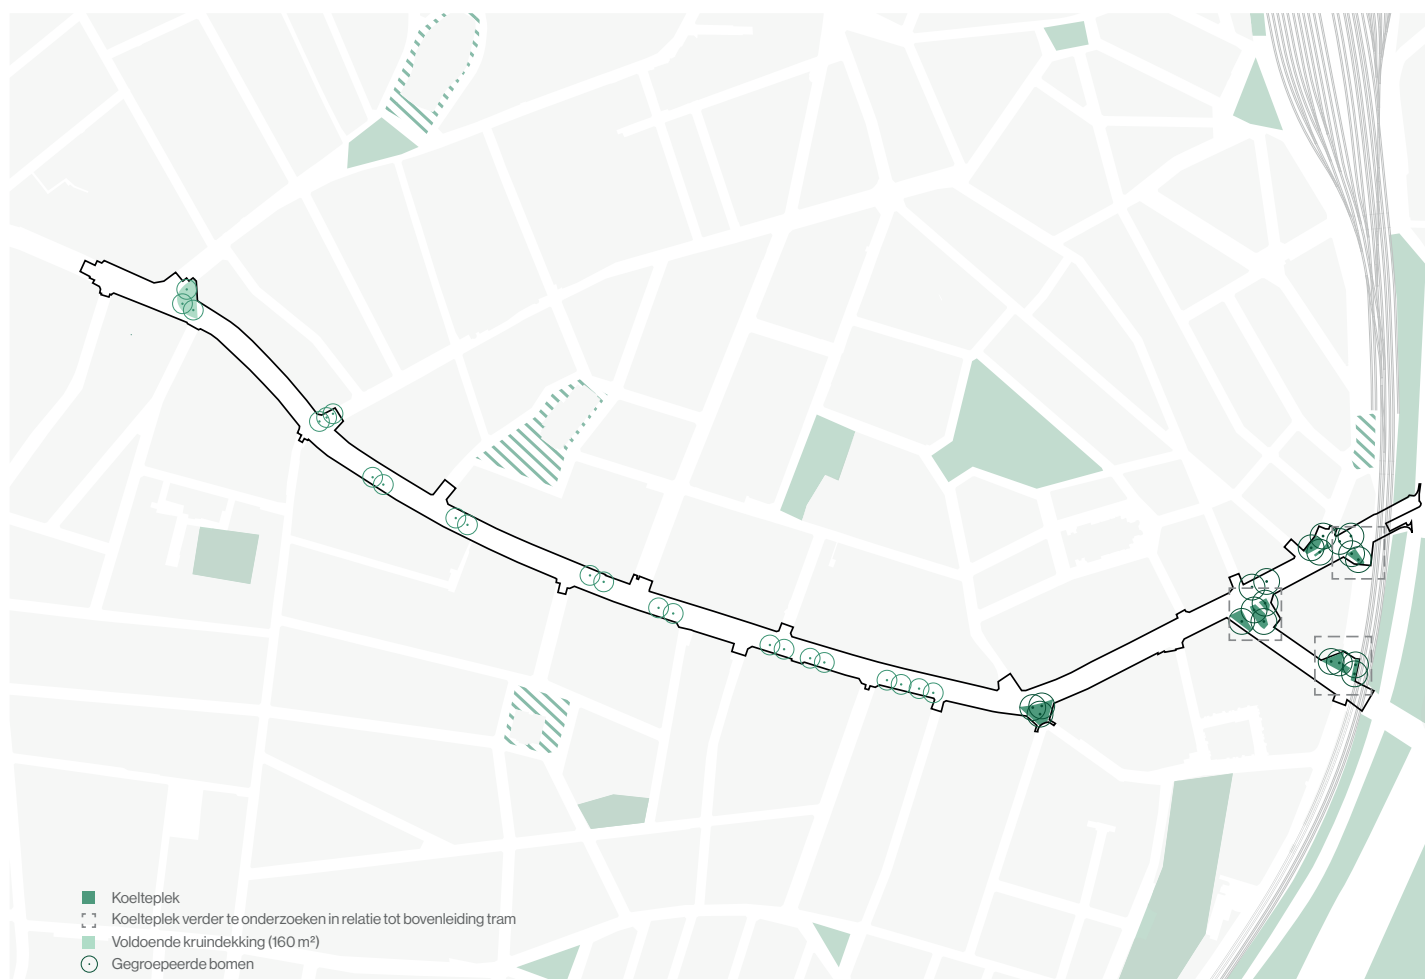 Koelteplek
Koelteplek verder te onderzoeken in relatie tot bovenleiding tram
Voldoende kruindekking (160 m²)
Gegroepeerde bomen